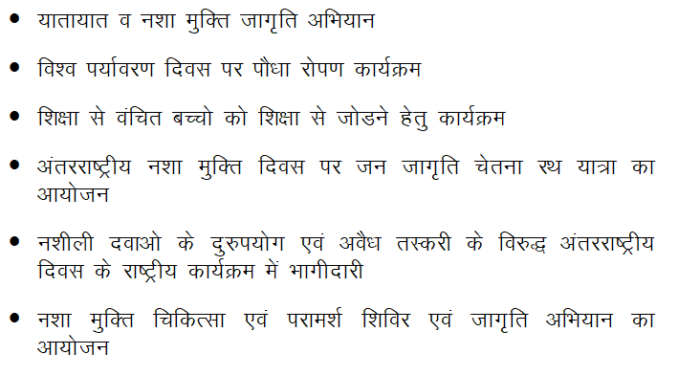 • यातायात व नशा मुक्ति जागृति अभियान
• विश्व पर्यावरण दिवस पर पौधा रोपण कार्यक्रम
• शिक्षा से वंचित बच्चो को शिक्षा से जोडने हेतु कार्यक्रम
• अंतरराष्ट्रीय नशा मुक्ति दिवस पर जन जागृति चेतना रथ यात्रा का
आयोजन
• नशीली दवाओ के दुरुपयोग एवं अवैध तस्करी के विरुद्ध अंतरराष्ट्रीय
दिवस के राष्ट्रीय कार्यक्रम में भागीदारी
• नशा मुक्ति चिकित्सा एवं परामर्श शिविर एवं जागृति अभियान का
आयोजन